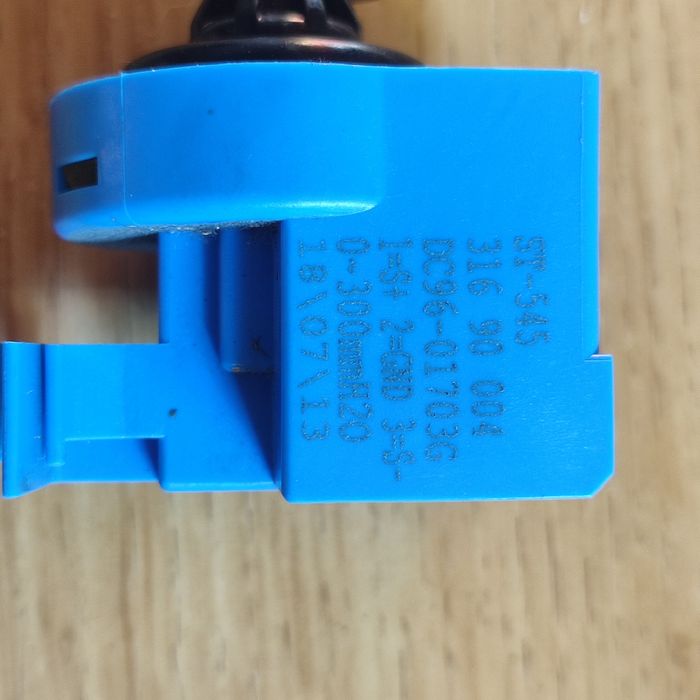 ST-545
316 90 004
DC96-01703G
1=S+ 2=GND 3=S-
0~300mmH2O
18\07\13